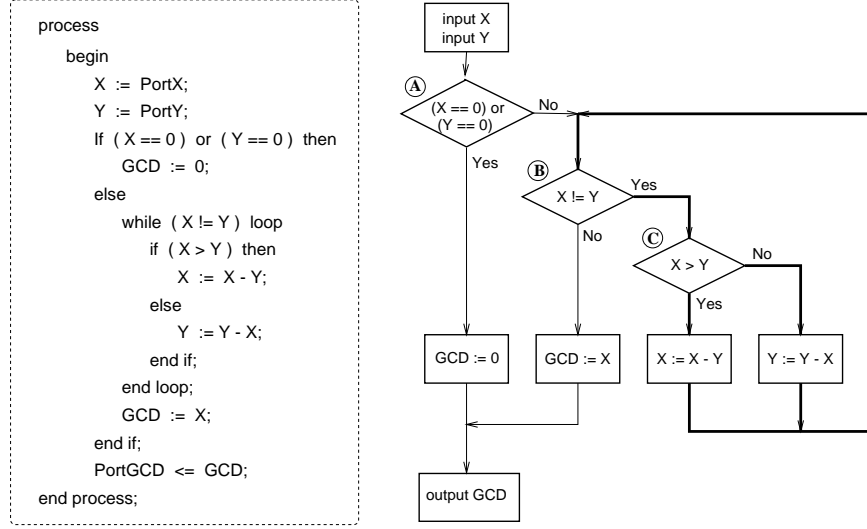 process
begin
X := PortX;
Y := PortY;
If ( X == 0 ) or ( Y == 0 ) then
GCD := 0;
else
while ( X != Y ) loop
if ( X > Y ) then
X := X - Y;
else
Y := Y - X;
end if;
end loop;
GCD := X;
end if;
PortGCD <= GCD;
end process;
input X
input Y
A
(X == 0) or
(Y == 0)
No
Yes
B
X != Y
Yes
No
C
X > Y
No
Yes
GCD := 0
GCD := X
X := X - Y
Y := Y - X
output GCD